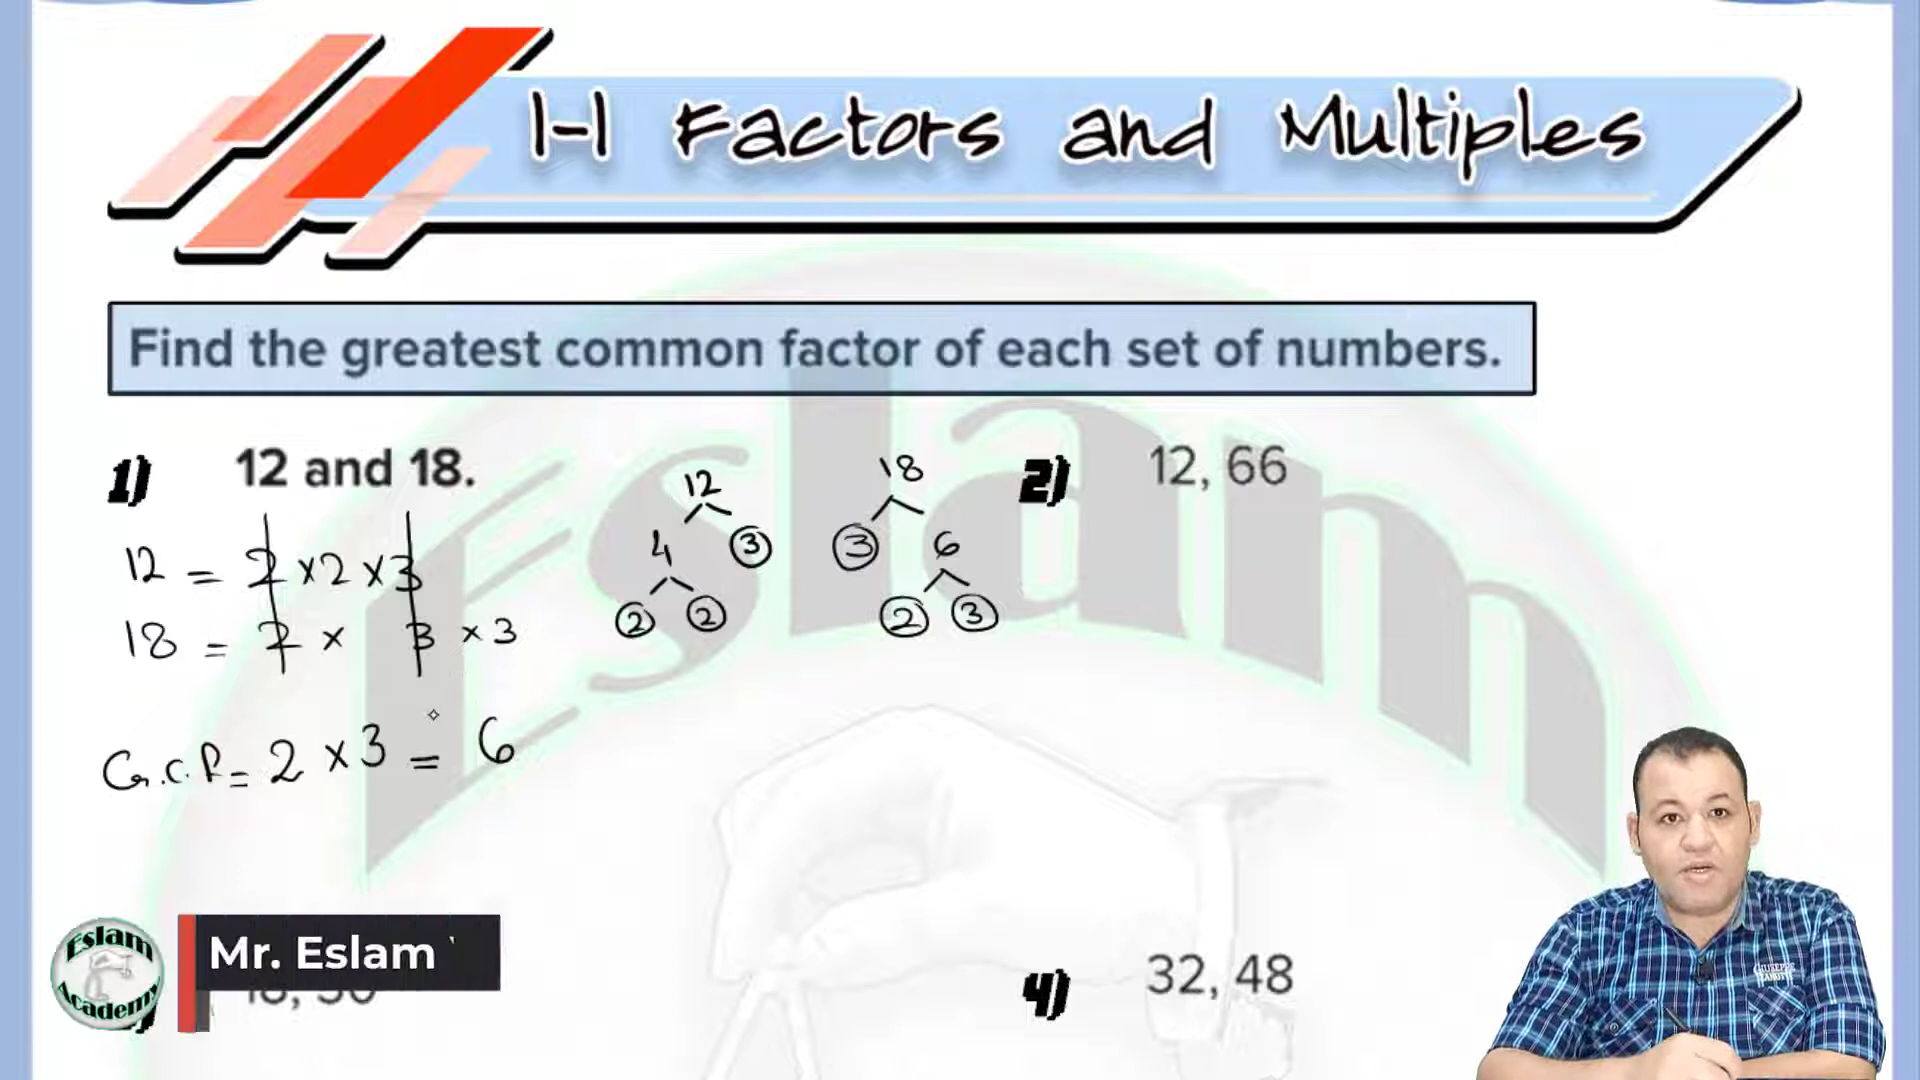 1-1 Factors and Multiples
Find the greatest common factor of each set of numbers.
1) 12 and 18.
12 = 2 × 2 × 3
18 = 2 × 3 × 3
G.C.F = 2 × 3 = 6
12
4 3
2 2
18
3 6
2 3
2) 12, 66
Eslam
Eslam Academy
Mr. Eslam
4) 32, 48
GIUSEPPE